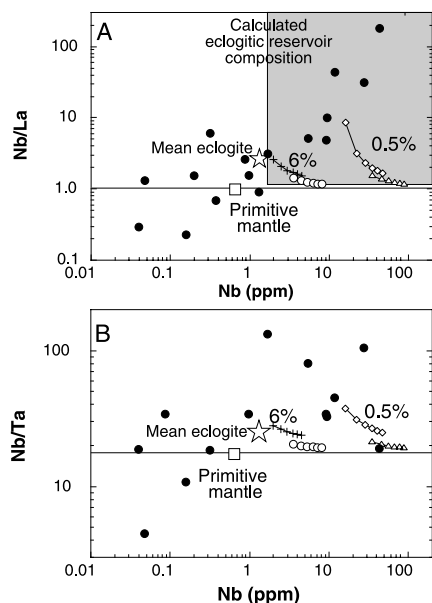 A
Calculated
eclogitic reservoir
composition
100
10
1.0
0.1
Nb/La
Mean eclogite
6%
0.5%
Primitive
mantle
0.01 0.1 1 10 100
Nb (ppm)
B
100
10
Nb/Ta
Mean eclogite
6%
0.5%
Primitive
mantle
0.01 0.1 1 10 100
Nb (ppm)